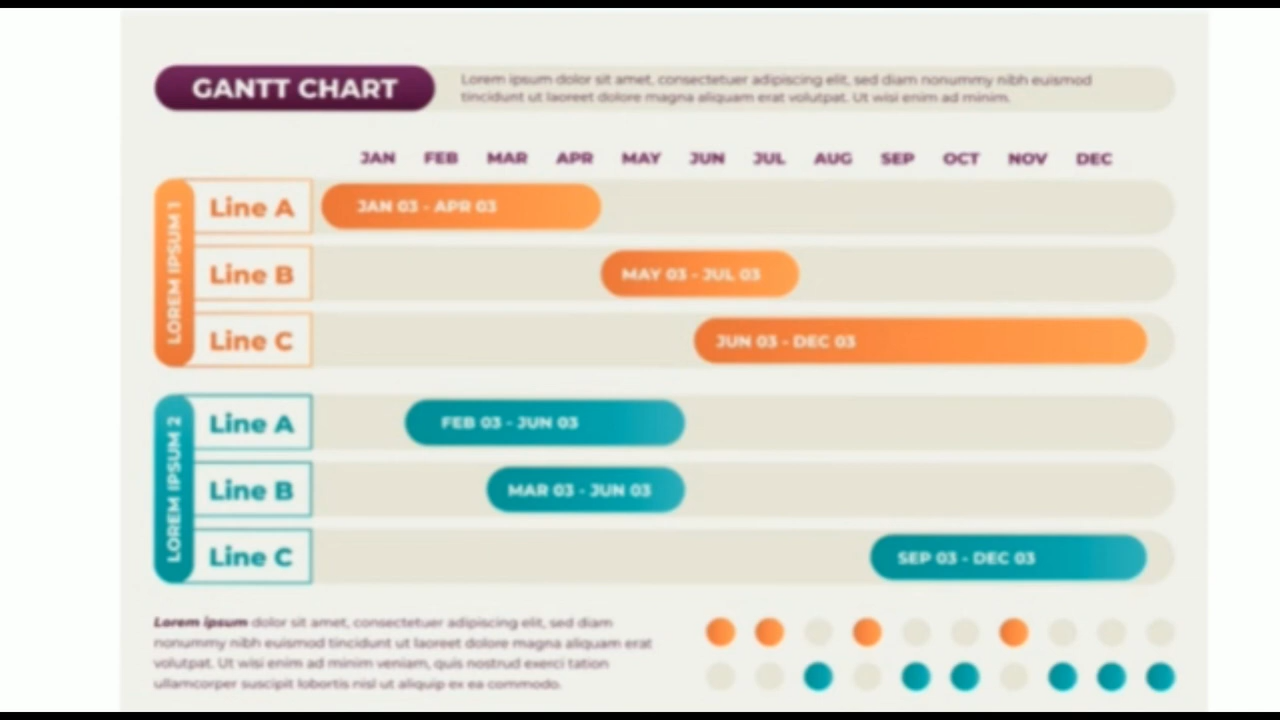 GANTT CHART
Lorem ipsum dolor sit amet, consectetuer adipiscing elit, sed diam nonummy nibh euismod
tincidunt ut laoreet dolore magna aliquam erat volutpat. Ut wisi enim ad minim.
JAN FEB MAR APR MAY JUN JUL AUG SEP OCT NOV DEC
LOREM IPSUM 1
Line A
JAN 03 - APR 03
Line B
MAY 03 - JUL 03
Line C
JUN 03 - DEC 03
LOREM IPSUM 2
Line A
FEB 03 - JUN 03
Line B
MAR 03 - JUN 03
Line C
SEP 03 - DEC 03
Lorem ipsum dolor sit amet, consectetuer adipiscing elit, sed diam
nonummy nibh euismod tincidunt ut laoreet dolore magna aliquam erat
volutpat. Ut wisi enim ad minim veniam, quis nostrud exerci tation
ullamcorper suscipit lobortis nisl ut aliquip ex ea commodo.